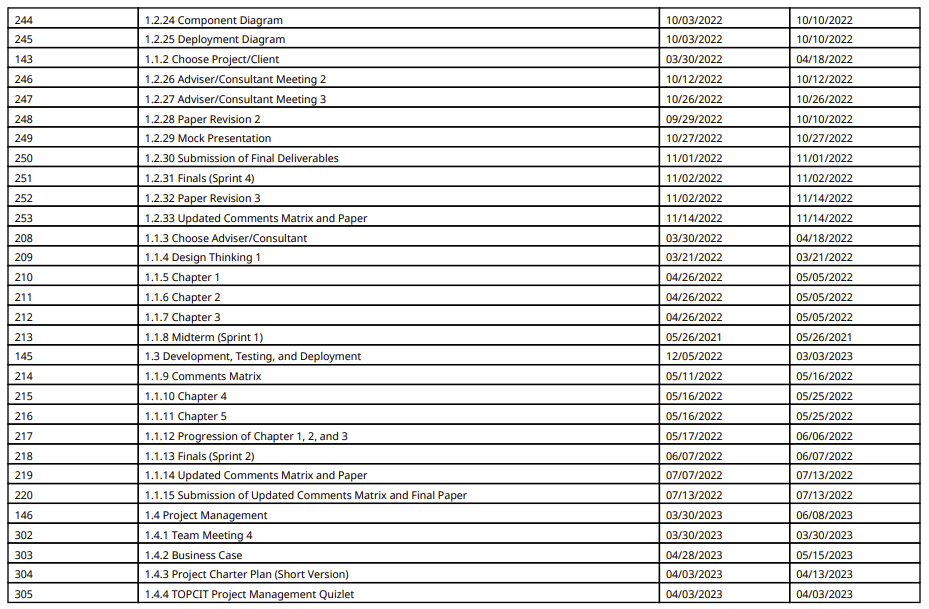 244 1.2.24 Component Diagram 10/03/2022 10/10/2022
245 1.2.25 Deployment Diagram 10/03/2022 10/10/2022
143 1.1.2 Choose Project/Client 03/30/2022 04/18/2022
246 1.2.26 Adviser/Consultant Meeting 2 10/12/2022 10/12/2022
247 1.2.27 Adviser/Consultant Meeting 3 10/26/2022 10/26/2022
248 1.2.28 Paper Revision 2 09/29/2022 10/10/2022
249 1.2.29 Mock Presentation 10/27/2022 10/27/2022
250 1.2.30 Submission of Final Deliverables 11/01/2022 11/01/2022
251 1.2.31 Finals (Sprint 4) 11/02/2022 11/02/2022
252 1.2.32 Paper Revision 3 11/02/2022 11/14/2022
253 1.2.33 Updated Comments Matrix and Paper 11/14/2022 11/14/2022
208 1.1.3 Choose Adviser/Consultant 03/30/2022 04/18/2022
209 1.1.4 Design Thinking 1 03/21/2022 03/21/2022
210 1.1.5 Chapter 1 04/26/2022 05/05/2022
211 1.1.6 Chapter 2 04/26/2022 05/05/2022
212 1.1.7 Chapter 3 04/26/2022 05/05/2022
213 1.1.8 Midterm (Sprint 1) 05/26/2021 05/26/2021
145 1.3 Development, Testing, and Deployment 12/05/2022 03/03/2023
214 1.1.9 Comments Matrix 05/11/2022 05/16/2022
215 1.1.10 Chapter 4 05/16/2022 05/25/2022
216 1.1.11 Chapter 5 05/16/2022 05/25/2022
217 1.1.12 Progression of Chapter 1, 2, and 3 05/17/2022 06/06/2022
218 1.1.13 Finals (Sprint 2) 06/07/2022 06/07/2022
219 1.1.14 Updated Comments Matrix and Paper 07/07/2022 07/13/2022
220 1.1.15 Submission of Updated Comments Matrix and Final Paper 07/13/2022 07/13/2022
146 1.4 Project Management 03/30/2023 06/08/2023
302 1.4.1 Team Meeting 4 03/30/2023 03/30/2023
303 1.4.2 Business Case 04/28/2023 05/15/2023
304 1.4.3 Project Charter Plan (Short Version) 04/03/2023 04/13/2023
305 1.4.4 TOPCIT Project Management Quizlet 04/03/2023 04/03/2023